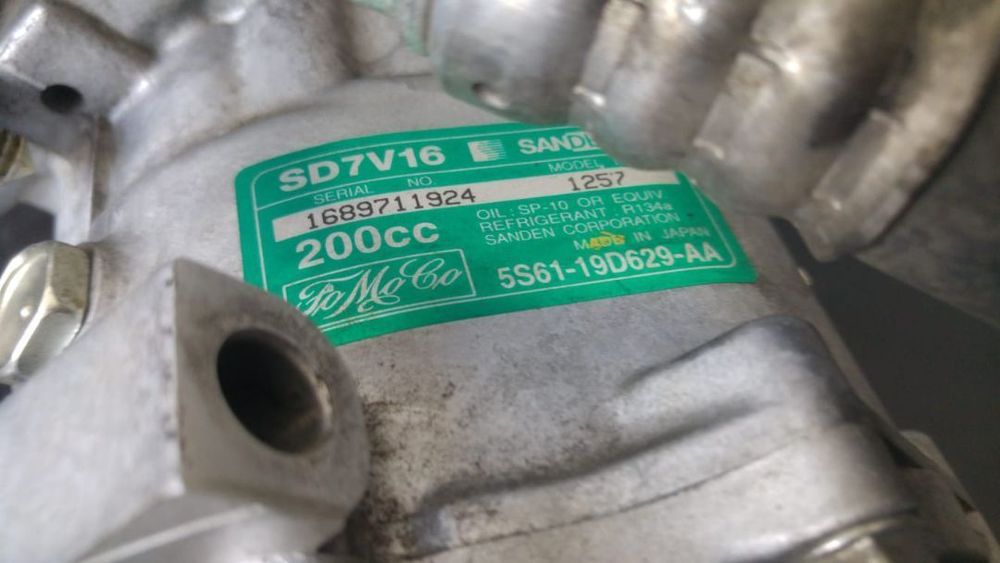 SD7V16 SANDE
SERIAL NO. MODEL
1689711924 1257
200cc
OIL : SP-10 OR EQUIV
REFRIGERANT : R134a
SANDEN CORPORATION
MADE IN JAPAN
FoMoCo
5S61-19D629-AA